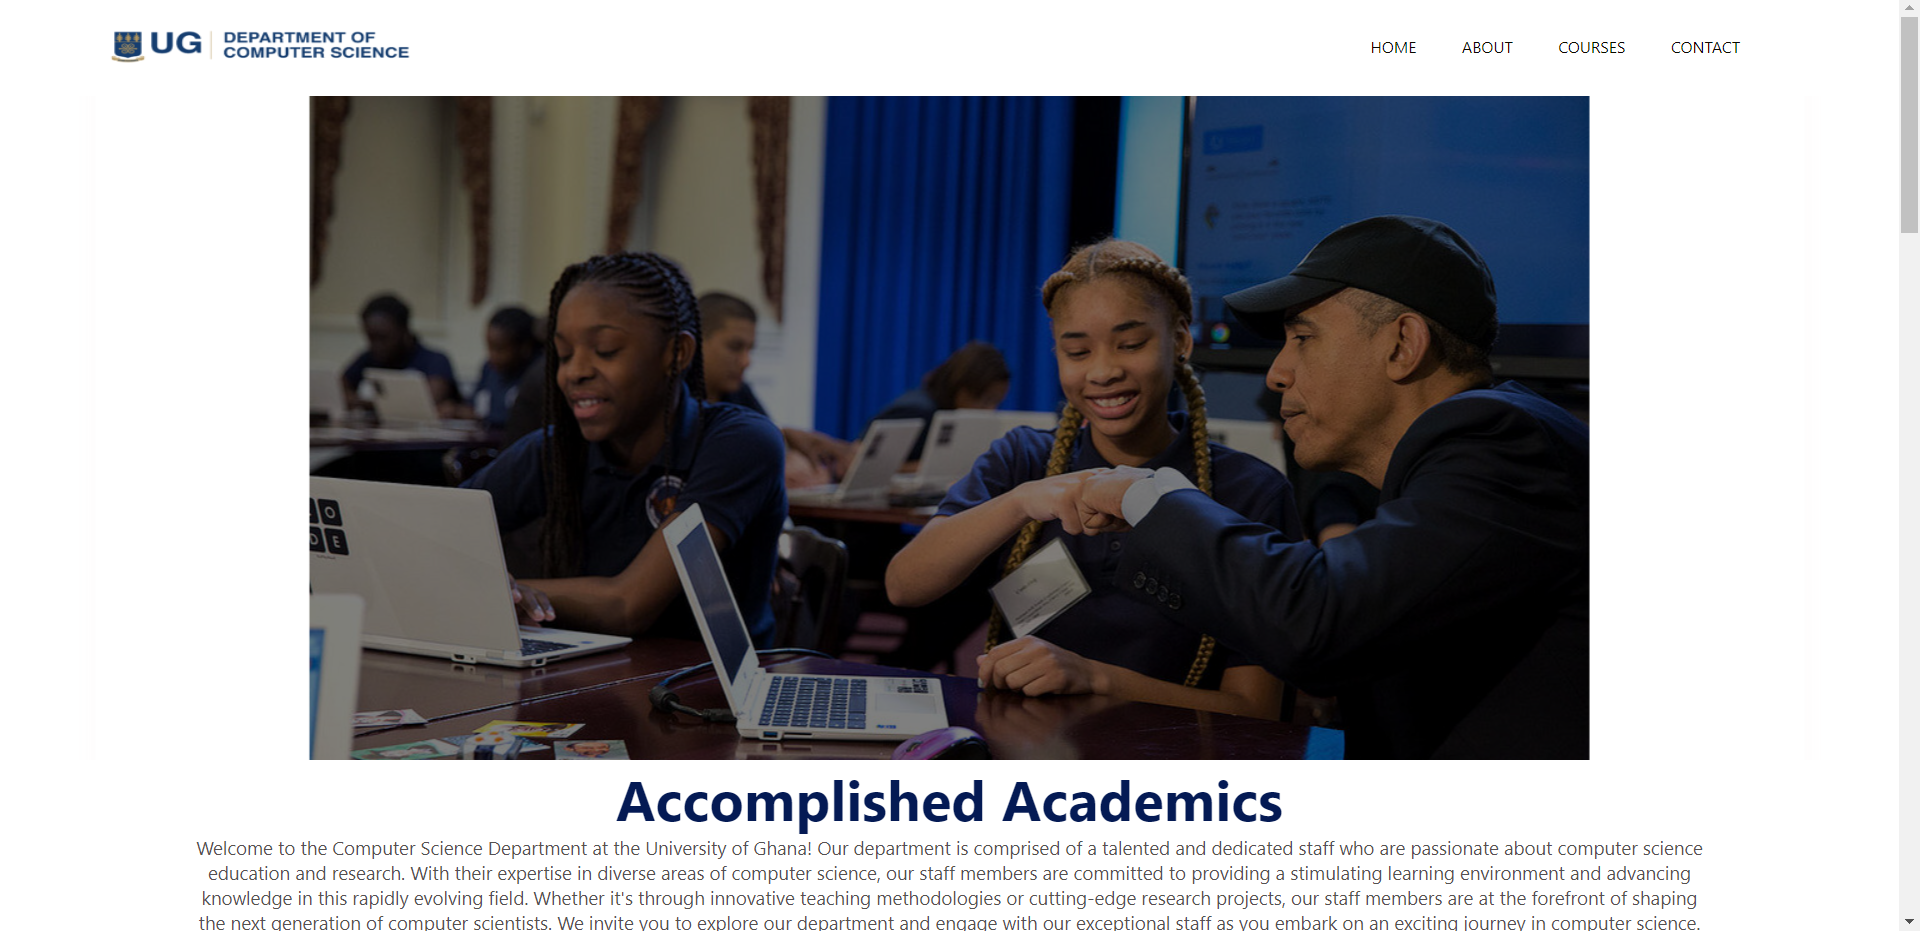 UG
DEPARTMENT OF
COMPUTER SCIENCE
HOME ABOUT COURSES CONTACT
O
D E
Accomplished Academics
Welcome to the Computer Science Department at the University of Ghana! Our department is comprised of a talented and dedicated staff who are passionate about computer science
education and research. With their expertise in diverse areas of computer science, our staff members are committed to providing a stimulating learning environment and advancing
knowledge in this rapidly evolving field. Whether it's through innovative teaching methodologies or cutting-edge research projects, our staff members are at the forefront of shaping
the next generation of computer scientists. We invite you to explore our department and engage with our exceptional staff as you embark on an exciting journey in computer science.